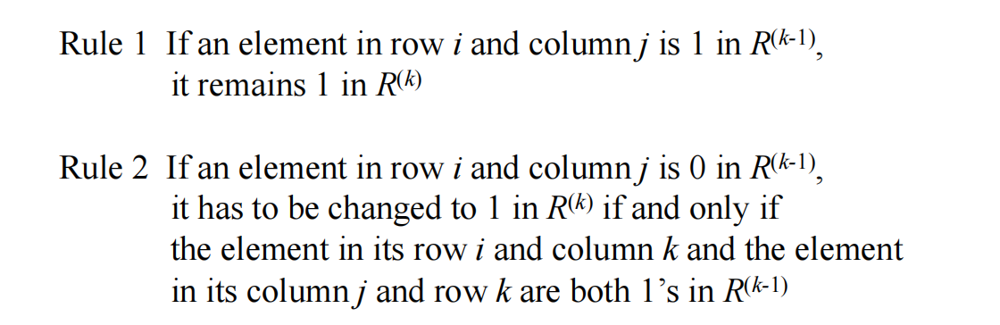 Rule 1 If an element in row i and column j is 1 in R(k-1),
it remains 1 in R(k)
Rule 2 If an element in row i and column j is 0 in R(k-1),
it has to be changed to 1 in R(k) if and only if
the element in its row i and column k and the element
in its column j and row k are both 1’s in R(k-1)